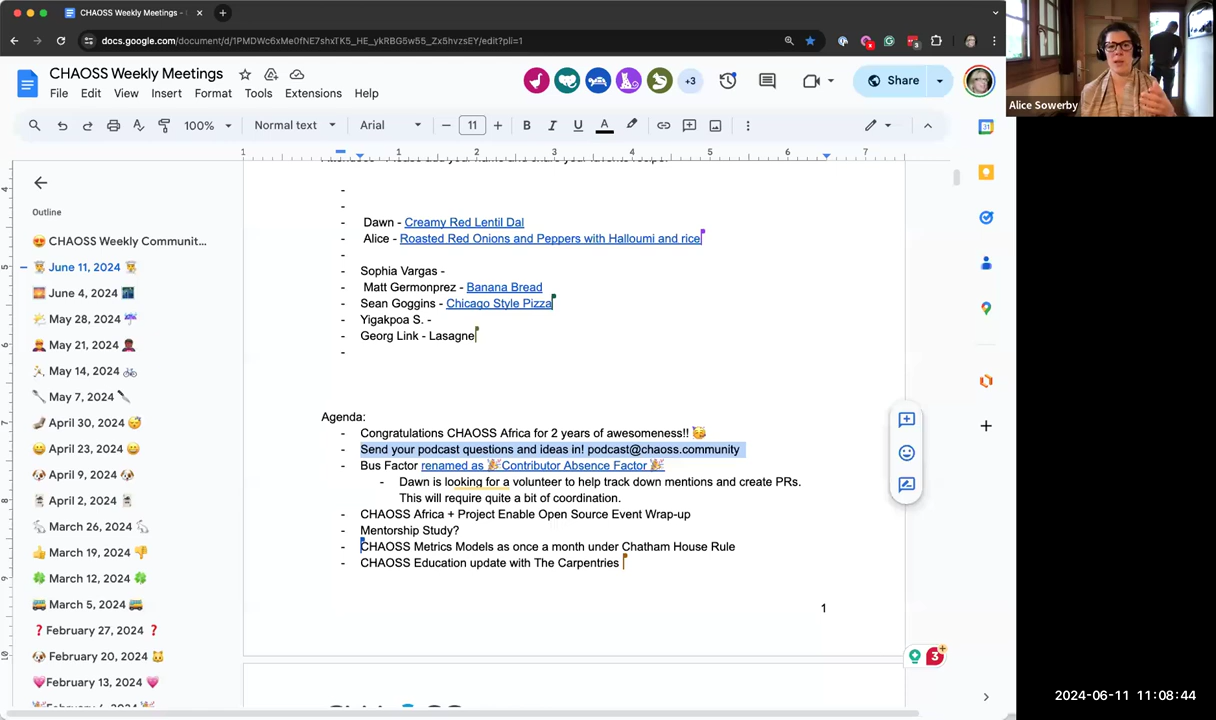 CHAOSS Weekly Meetings -
docs.google.com/document/d/1PMDWc6xMe0fNE7shxTK5_HE_ykRBG5w55_Zx5hvzsEY/edit?pli=1
CHAOSS Weekly Meetings
File Edit View Insert Format Tools Extensions Help
+3
Share
Alice Sowerby
100% Normal text Arial 11
1 1 2 3 4 5 6 7
Outline
😍 CHAOSS Weekly Communit...
June 11, 2024
June 4, 2024
May 28, 2024
May 21, 2024
May 14, 2024
May 7, 2024
April 30, 2024
April 23, 2024
April 9, 2024
April 2, 2024
March 26, 2024
March 19, 2024
March 12, 2024
March 5, 2024
❓ February 27, 2024 ❓
February 20, 2024
February 13, 2024
- 
- 
- Dawn - Creamy Red Lentil Dal
- Alice - Roasted Red Onions and Peppers with Halloumi and rice
- 
- Sophia Vargas -
- Matt Germonprez - Banana Bread
- Sean Goggins - Chicago Style Pizza
- Yigakpoa S. -
- Georg Link - Lasagne
- 
Agenda:
- Congratulations CHAOSS Africa for 2 years of awesomeness!! 🥳
- Send your podcast questions and ideas in! podcast@chaoss.community
- Bus Factor renamed as 🎉Contributor Absence Factor 🎉
- Dawn is looking for a volunteer to help track down mentions and create PRs.
This will require quite a bit of coordination.
- CHAOSS Africa + Project Enable Open Source Event Wrap-up
- Mentorship Study?
- CHAOSS Metrics Models as once a month under Chatham House Rule
- CHAOSS Education update with The Carpentries
1
3
2024-06-11 11:08:44